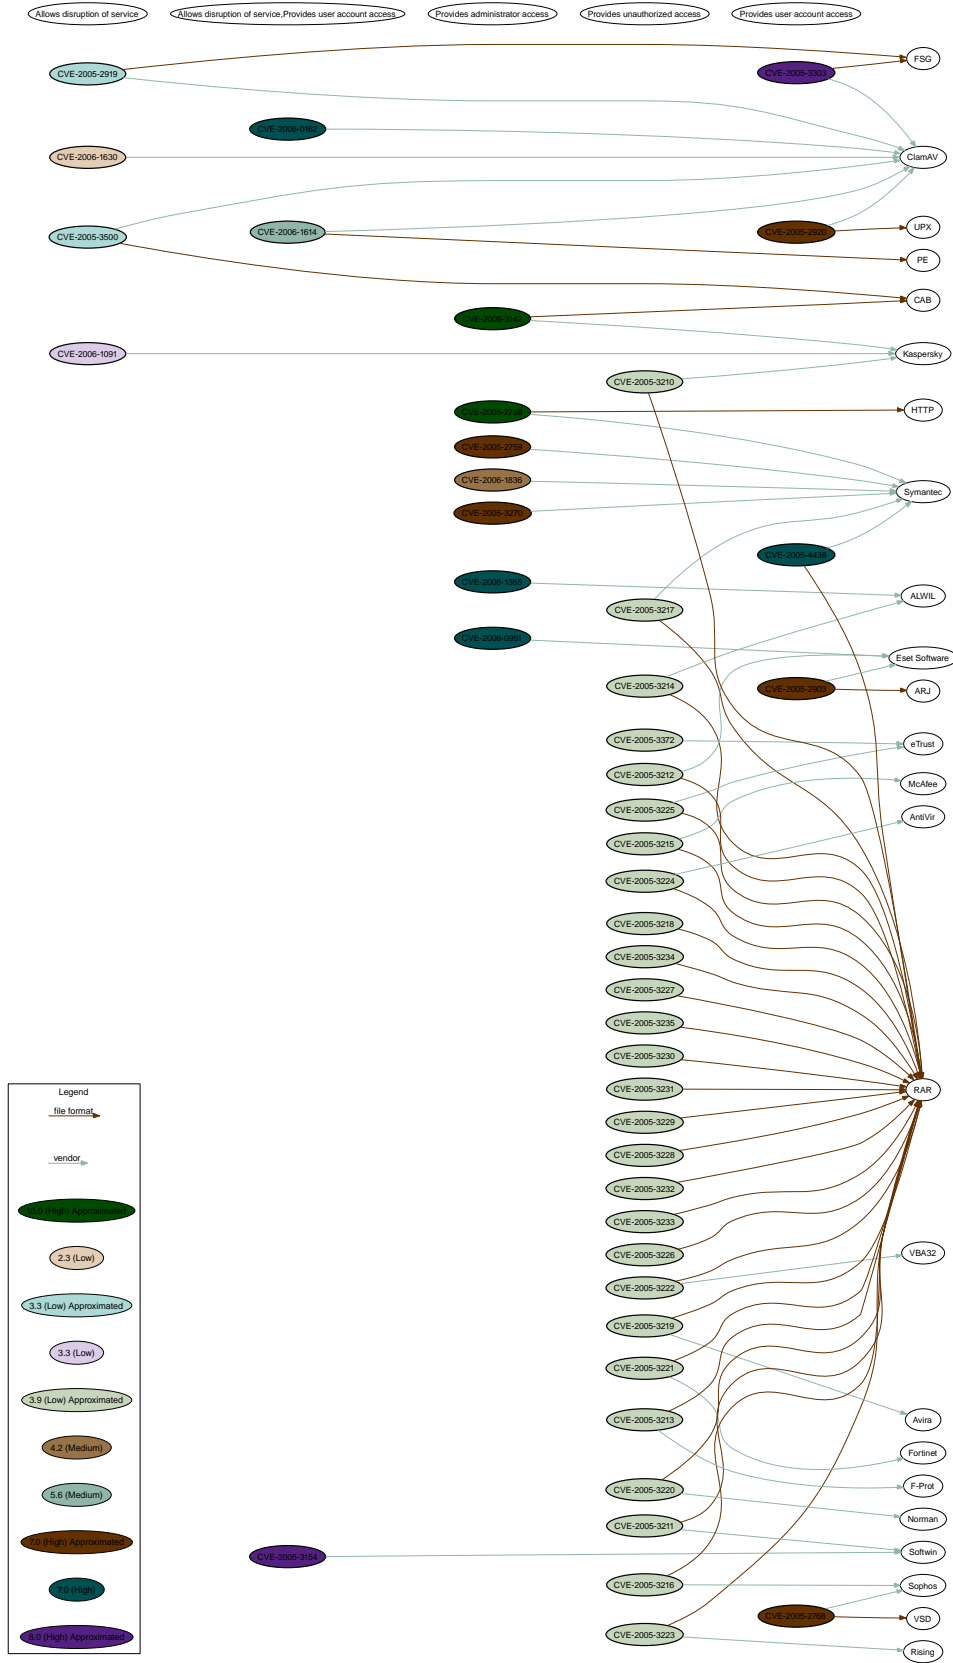 Allows disruption of service
Allows disruption of service,Provides user account access
Provides administrator access
Provides unauthorized access
Provides user account access
FSG
CVE-2005-2919
CVE-2005-3303
CVE-2006-0162
CVE-2006-1630
ClamAV
UPX
CVE-2005-3500
CVE-2006-1614
CVE-2005-2920
PE
CAB
CVE-2005-3142
CVE-2006-1091
Kaspersky
CVE-2005-3210
HTTP
CVE-2005-2758
CVE-2005-2759
CVE-2006-1836
Symantec
CVE-2005-3270
CVE-2005-4438
CVE-2006-1355
ALWIL
CVE-2005-3217
CVE-2006-0951
Eset Software
CVE-2005-3214
CVE-2005-2903
ARJ
CVE-2005-3372
eTrust
CVE-2005-3212
McAfee
CVE-2005-3225
AntiVir
CVE-2005-3215
CVE-2005-3224
CVE-2005-3218
CVE-2005-3234
CVE-2005-3227
CVE-2005-3235
CVE-2005-3230
CVE-2005-3231
RAR
CVE-2005-3229
CVE-2005-3228
CVE-2005-3232
CVE-2005-3233
CVE-2005-3226
VBA32
CVE-2005-3222
CVE-2005-3219
CVE-2005-3221
CVE-2005-3213
Avira
Fortinet
F-Prot
CVE-2005-3220
Norman
CVE-2005-3211
Softwin
CVE-2005-3154
CVE-2005-3216
Sophos
CVE-2005-2768
VSD
CVE-2005-3223
Rising
Legend
file format
vendor
10.0 (High) Approximated
2.3 (Low)
3.3 (Low) Approximated
3.3 (Low)
3.9 (Low) Approximated
4.2 (Medium)
5.6 (Medium)
7.0 (High) Approximated
7.0 (High)
8.0 (High) Approximated